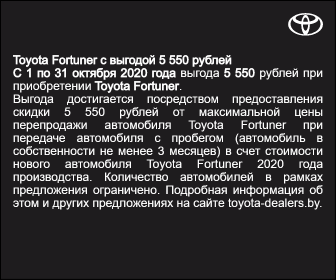 Toyota Fortuner с выгодой 5 550 рублей
С 1 по 31 октября 2020 года выгода 5 550 рублей при
приобретении Toyota Fortuner.
Выгода достигается посредством предоставления
скидки 5 550 рублей от максимальной цены
перепродажи автомобиля Toyota Fortuner при
передаче автомобиля с пробегом (автомобиль в
собственности не менее 3 месяцев) в счет стоимости
нового автомобиля Toyota Fortuner 2020 года
производства. Количество автомобилей в рамках
предложения ограничено. Подробная информация об
этом и других предложениях на сайте toyota-dealers.by.